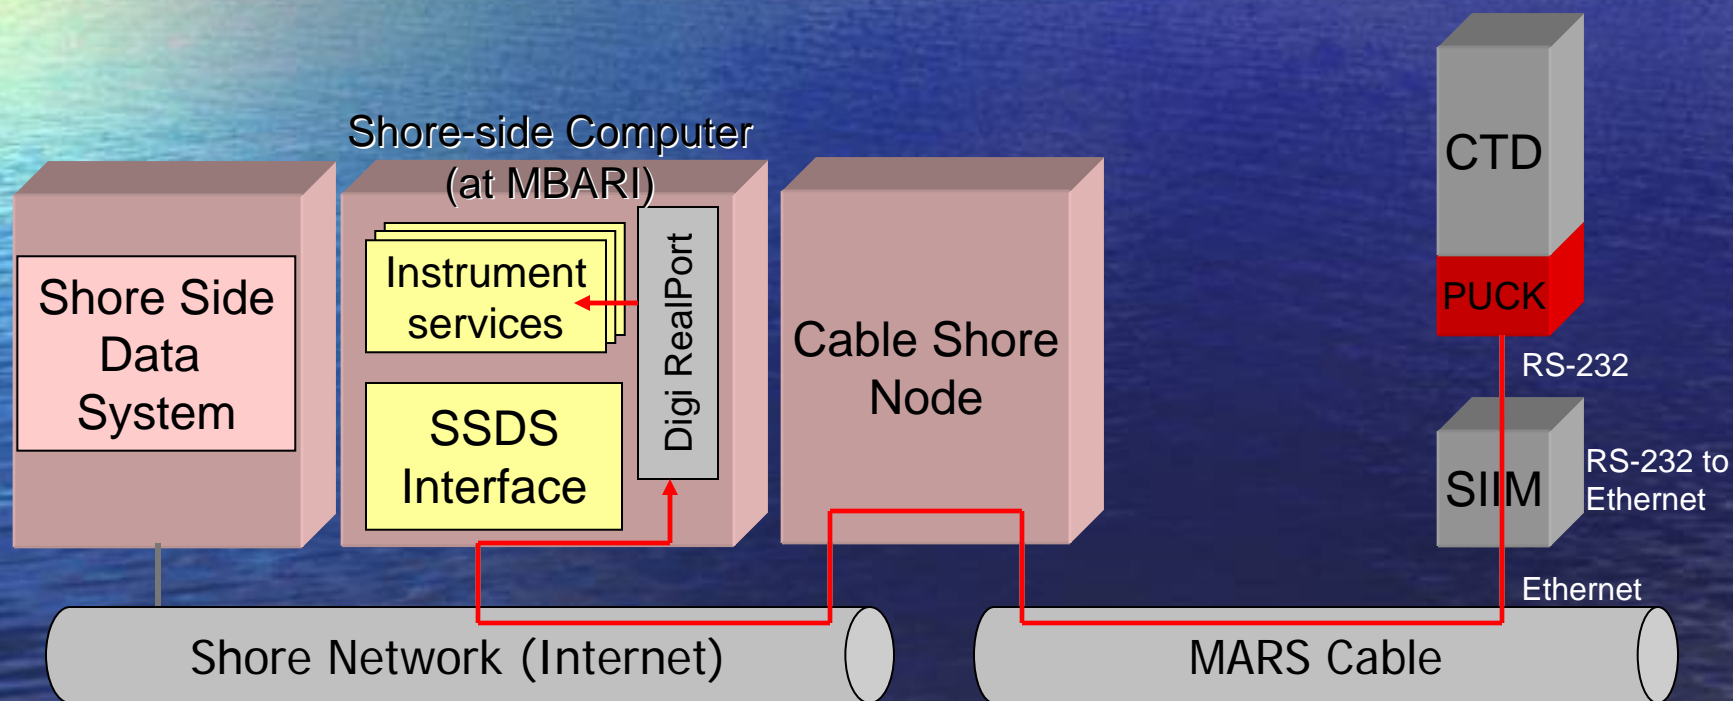 Shore-side Computer
(at MBARI)
Shore Side
Data
System
Instrument
services
SSDS
Interface
Digi RealPort
Cable Shore
Node
CTD
PUCK
RS-232
SIIM
RS-232 to
Ethernet
Ethernet
Shore Network (Internet)
MARS Cable